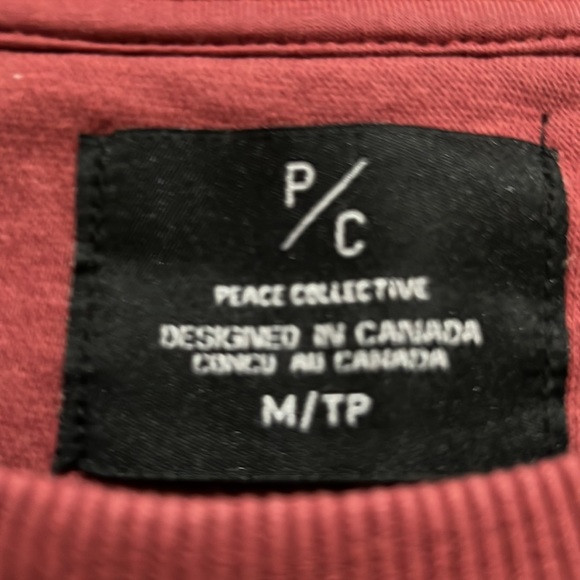 P/C
PEACE COLLECTIVE
DESIGNED IN CANADA
CONCU AU CANADA
M/TP